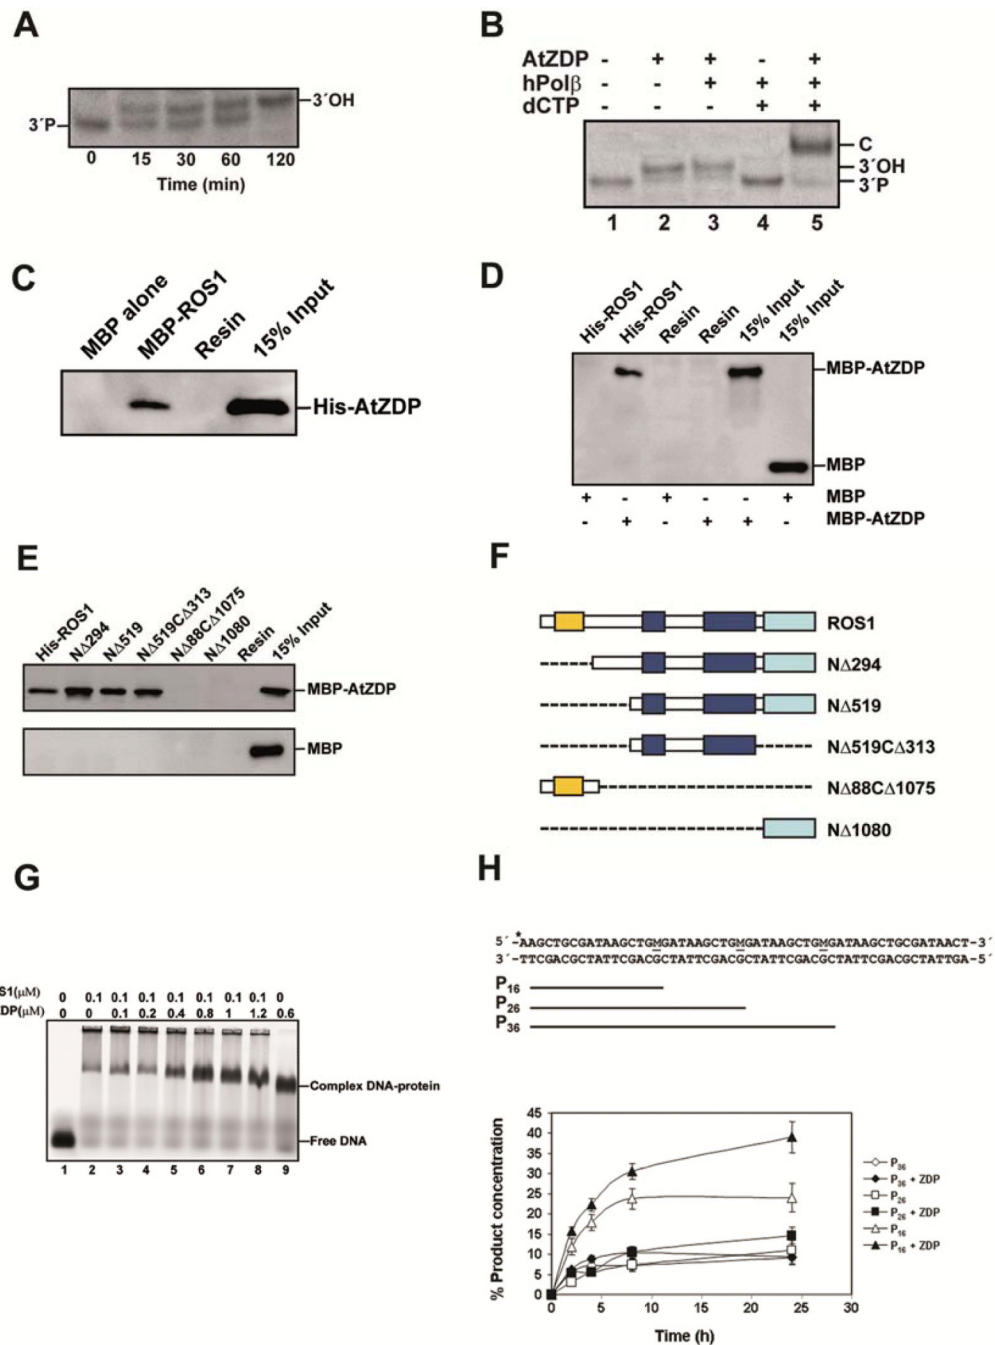 A
3´P
3´OH
0 15 30 60 120
Time (min)
B
AtZDP - + + - +
hPolβ - - + + +
dCTP - - - + +
C
3´OH
3´P
1 2 3 4 5
C
MBP alone
MBP-ROS1
Resin
15% Input
His-AtZDP
D
His-ROS1
His-ROS1
Resin
Resin
15% Input
15% Input
MBP-AtZDP
MBP
+ - + - - + MBP
- + - + + - MBP-AtZDP
E
His-ROS1
NΔ294
NΔ519
NΔ519CΔ313
NΔ88CΔ1075
NΔ1080
Resin
15% Input
MBP-AtZDP
MBP
F
ROS1
NΔ294
NΔ519
NΔ519CΔ313
NΔ88CΔ1075
NΔ1080
G
S1(μM) 0 0.1 0.1 0.1 0.1 0.1 0.1 0.1 0
DP(μM) 0 0 0.1 0.2 0.4 0.8 1 1.2 0.6
Complex DNA-protein
Free DNA
1 2 3 4 5 6 7 8 9
H
*
5´-AAGCTGCGATAAGCTGMGATAAGCTGMGATAAGCTGMGATAAGCTGCGATAACT-3´
3´-TTCGACGCTATTCGACGCTATTCGACGCTATTCGACGCTATTCGACGCTATTGA-5´
P16
P26
P36
% Product concentration
45
40
35
30
25
20
15
10
5
0
0 5 10 15 20 25 30
Time (h)
P36
P36 + ZDP
P26
P26 + ZDP
P16
P16 + ZDP